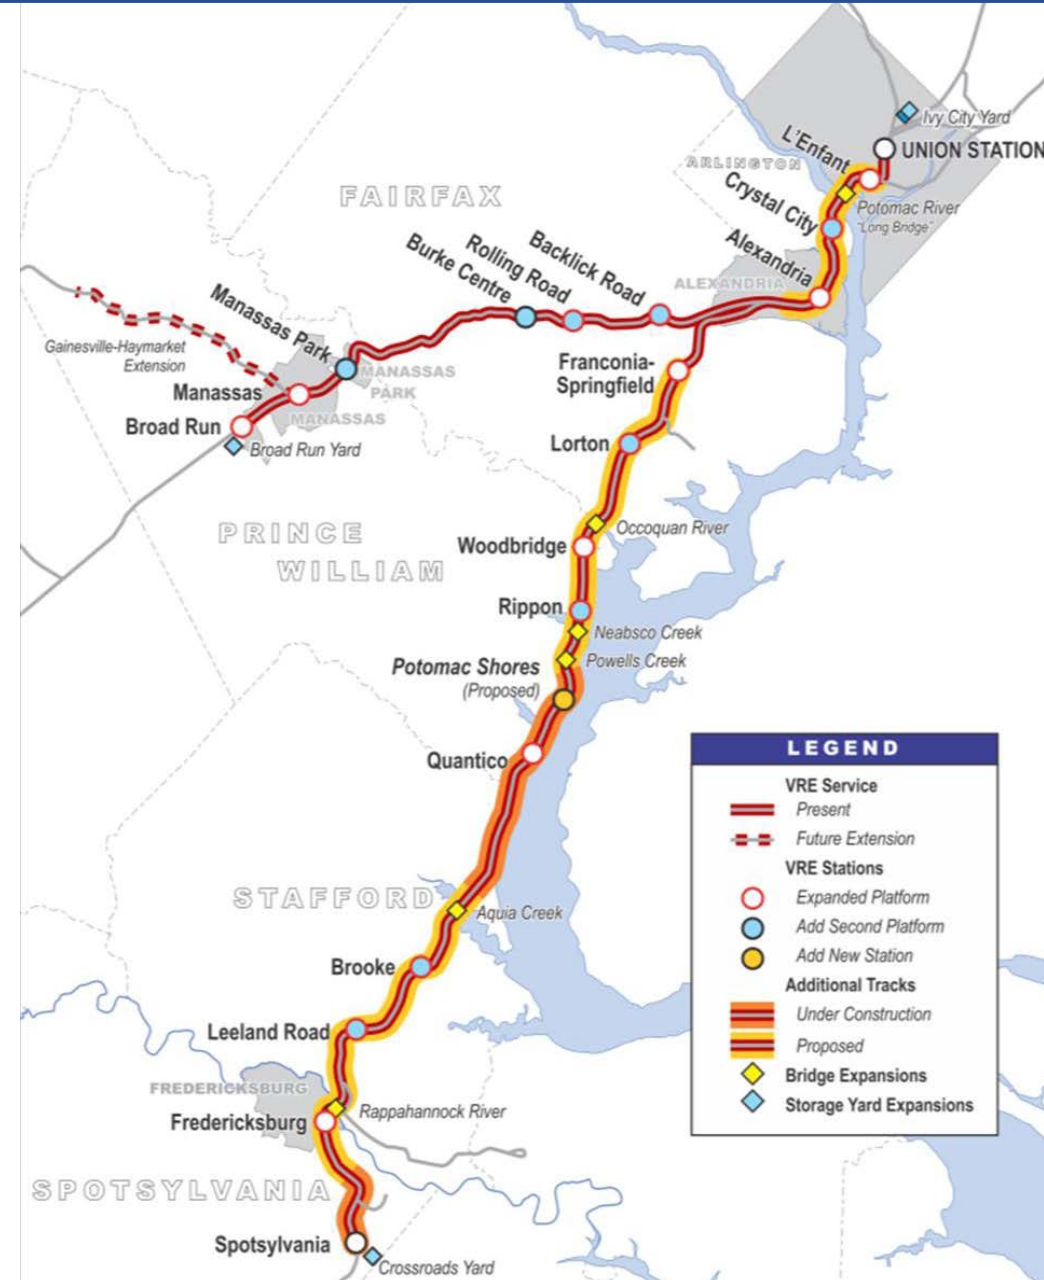 Ivy City Yard
UNION STATION
L'Enfant
ARLINGTON
Crystal City
Potomac River
"Long Bridge"
FAIRFAX
Alexandria
ALEXANDRIA
Backlick Road
Rolling Road
Burke Centre
Manassas Park
Gainesville-Haymarket
Extension
MANASSAS
PARK
Manassas
MANASSAS
Broad Run
Broad Run Yard
Franconia-
Springfield
Lorton
PRINCE
WILLIAM
Occoquan River
Woodbridge
Rippon
Neabsco Creek
Powells Creek
Potomac Shores
(Proposed)
Quantico
STAFFORD
Aquia Creek
Brooke
Leeland Road
FREDERICKSBURG
Fredericksburg
Rappahannock River
SPOTSYLVANIA
Spotsylvania
Crossroads Yard
LEGEND
VRE Service
Present
Future Extension
VRE Stations
Expanded Platform
Add Second Platform
Add New Station
Additional Tracks
Under Construction
Proposed
Bridge Expansions
Storage Yard Expansions